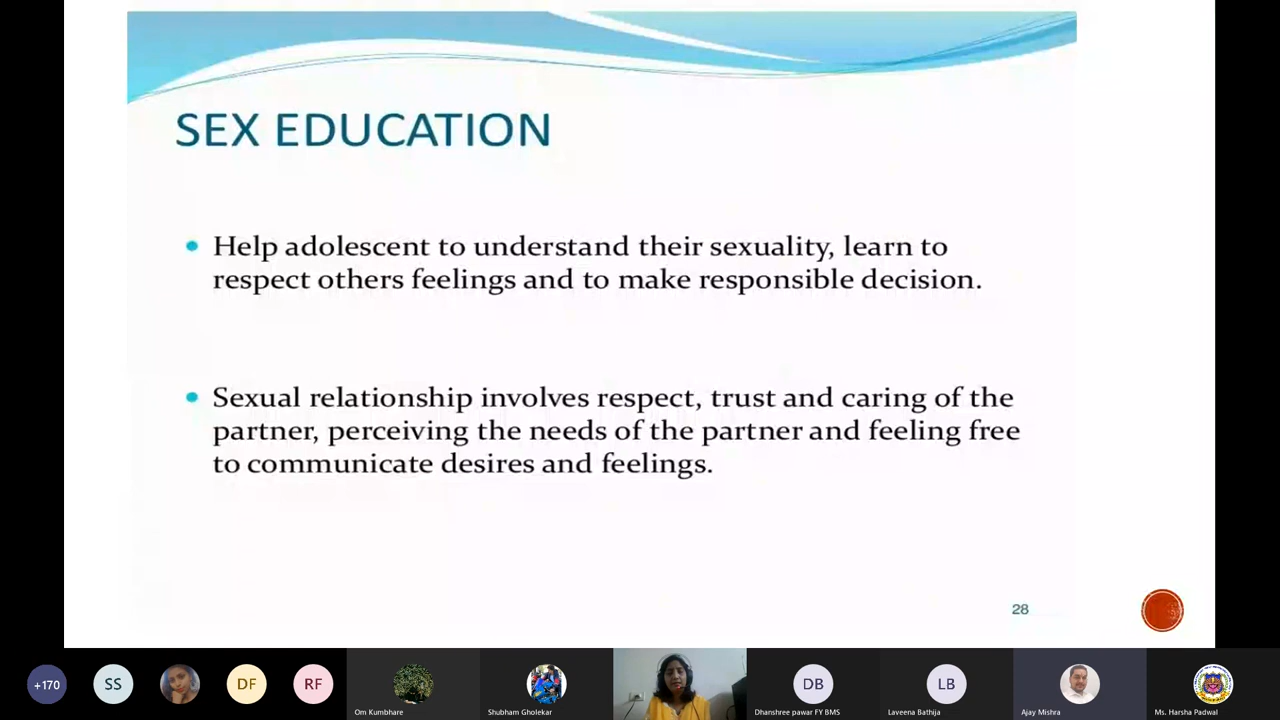 SEX EDUCATION
Help adolescent to understand their sexuality, learn to
respect others feelings and to make responsible decision.
Sexual relationship involves respect, trust and caring of the
partner, perceiving the needs of the partner and feeling free
to communicate desires and feelings.
28
+170
SS
DF
RF
DB
LB
Om Kumbhare
Shubham Gholekar
Dhanshree pawar FY BMS
Laveena Bathija
Ajay Mishra
Ms. Harsha Padwal